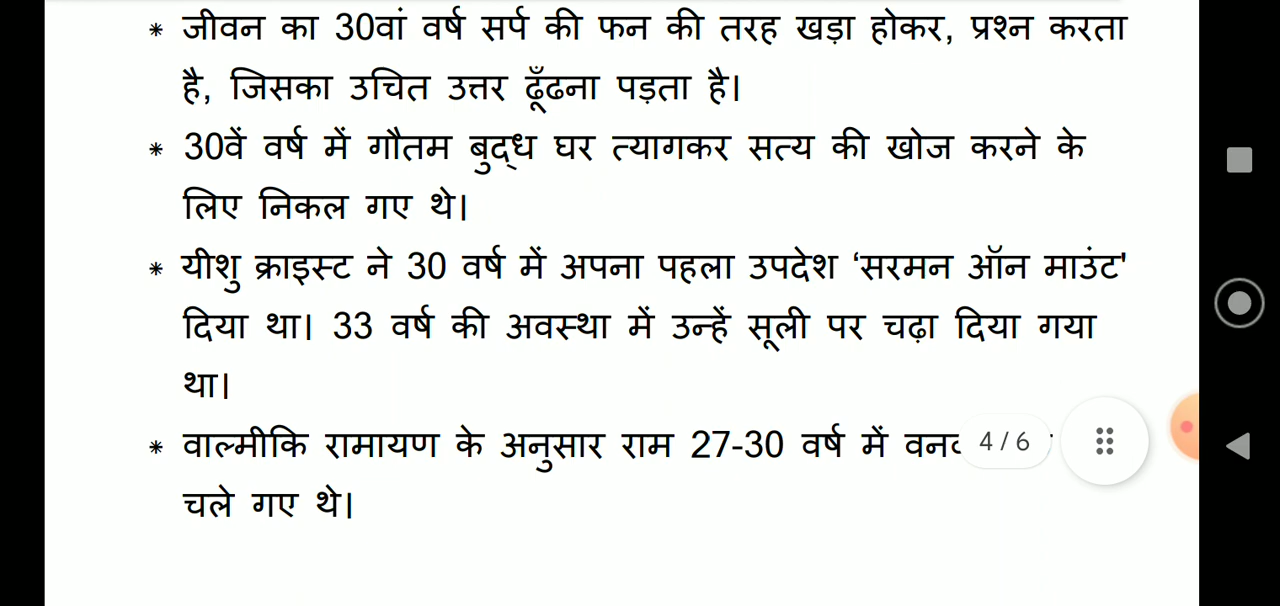 * जीवन का 30वां वर्ष सर्प की फन की तरह खड़ा होकर, प्रश्न करता
है, जिसका उचित उत्तर ढूँढना पड़ता है।
* 30वें वर्ष में गौतम बुद्ध घर त्यागकर सत्य की खोज करने के
लिए निकल गए थे।
* यीशु क्राइस्ट ने 30 वर्ष में अपना पहला उपदेश ‘सरमन ऑन माउंट'
दिया था। 33 वर्ष की अवस्था में उन्हें सूली पर चढ़ा दिया गया
था।
* वाल्मीकि रामायण के अनुसार राम 27-30 वर्ष में
4 / 6
चले गए थे।